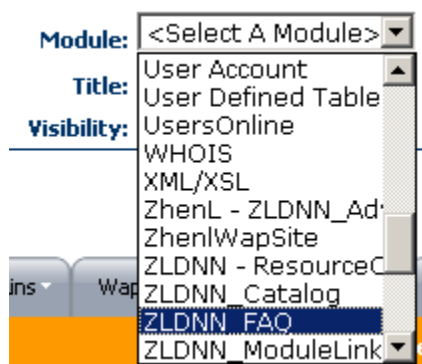 Module: <Select A Module>
Title: User Account
User Defined Table
Visibility: UsersOnline
WHOIS
XML/XSL
ZhenL - ZLDNN_Ad
ZhenlWapSite
ZLDNN - Resource
ins Wap ZLDNN_Catalog
ZLDNN_FAQ
ZLDNN_ModuleLink